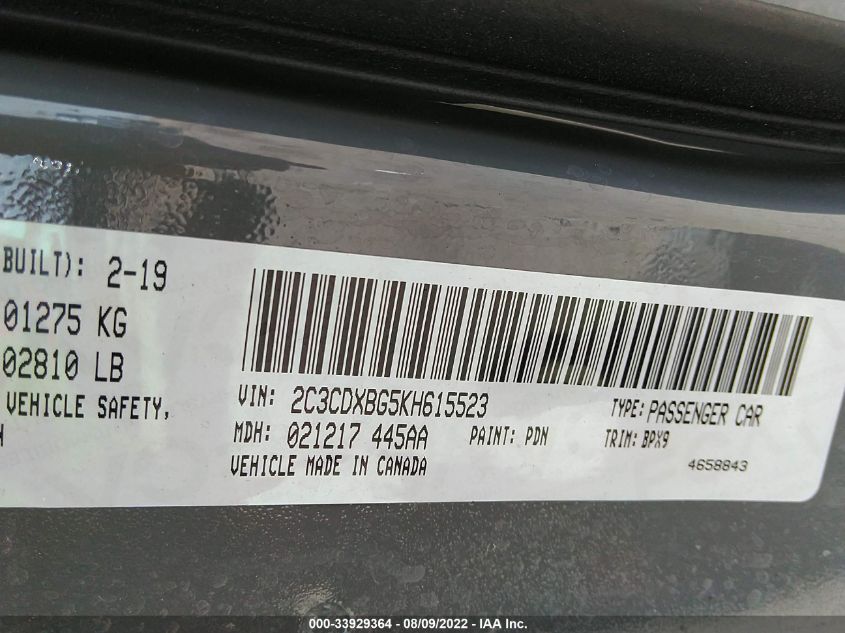 BUILT): 2-19
01275 KG
02810 LB
VEHICLE SAFETY,
VIN: 2C3CDXBG5KH615523
TYPE: PASSENGER CAR
MDH: 021217 445AA
PAINT: PDN
TRIM: BPX9
VEHICLE MADE IN CANADA
4658843
000-33929364 - 08/09/2022 - IAA Inc.